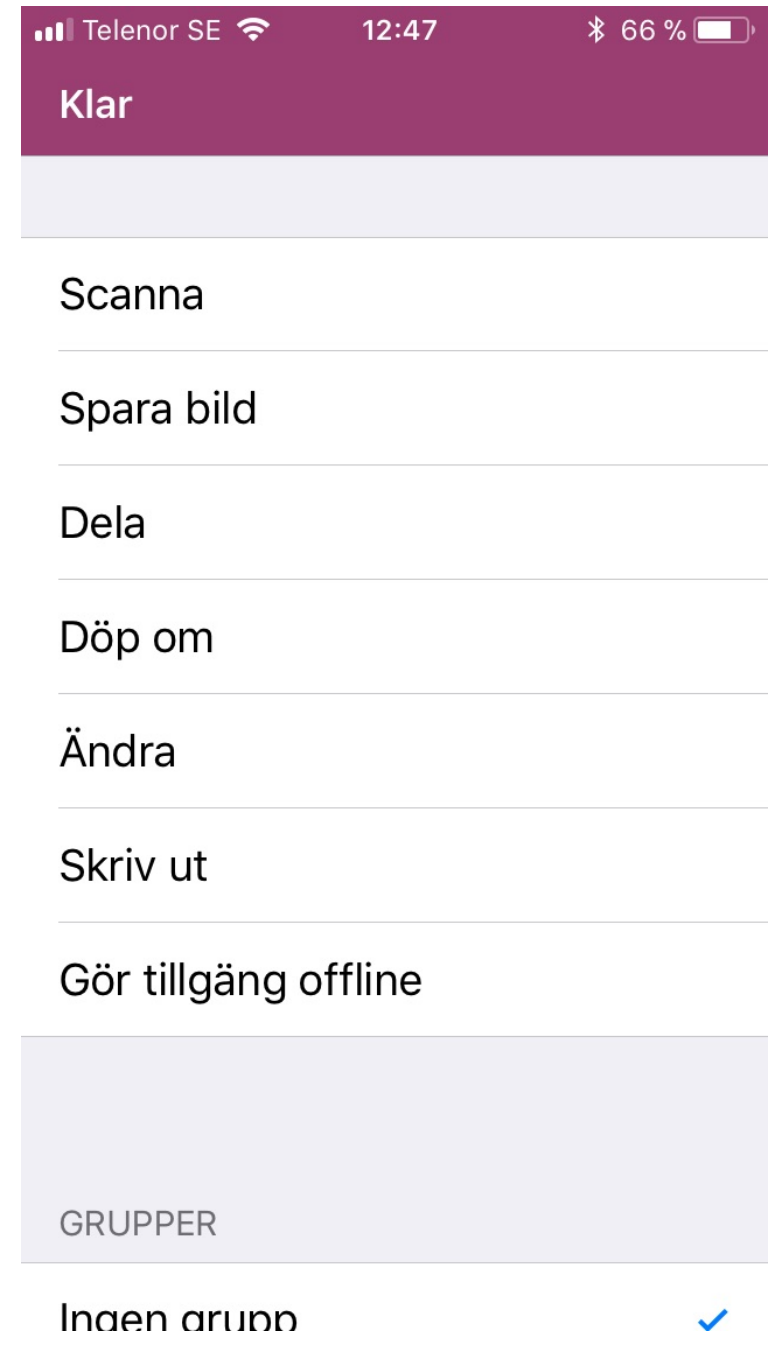 Telenor SE 12:47 66 %
Klar
Scanna
Spara bild
Dela
Döp om
Ändra
Skriv ut
Gör tillgäng offline
GRUPPER
Ingen grupp